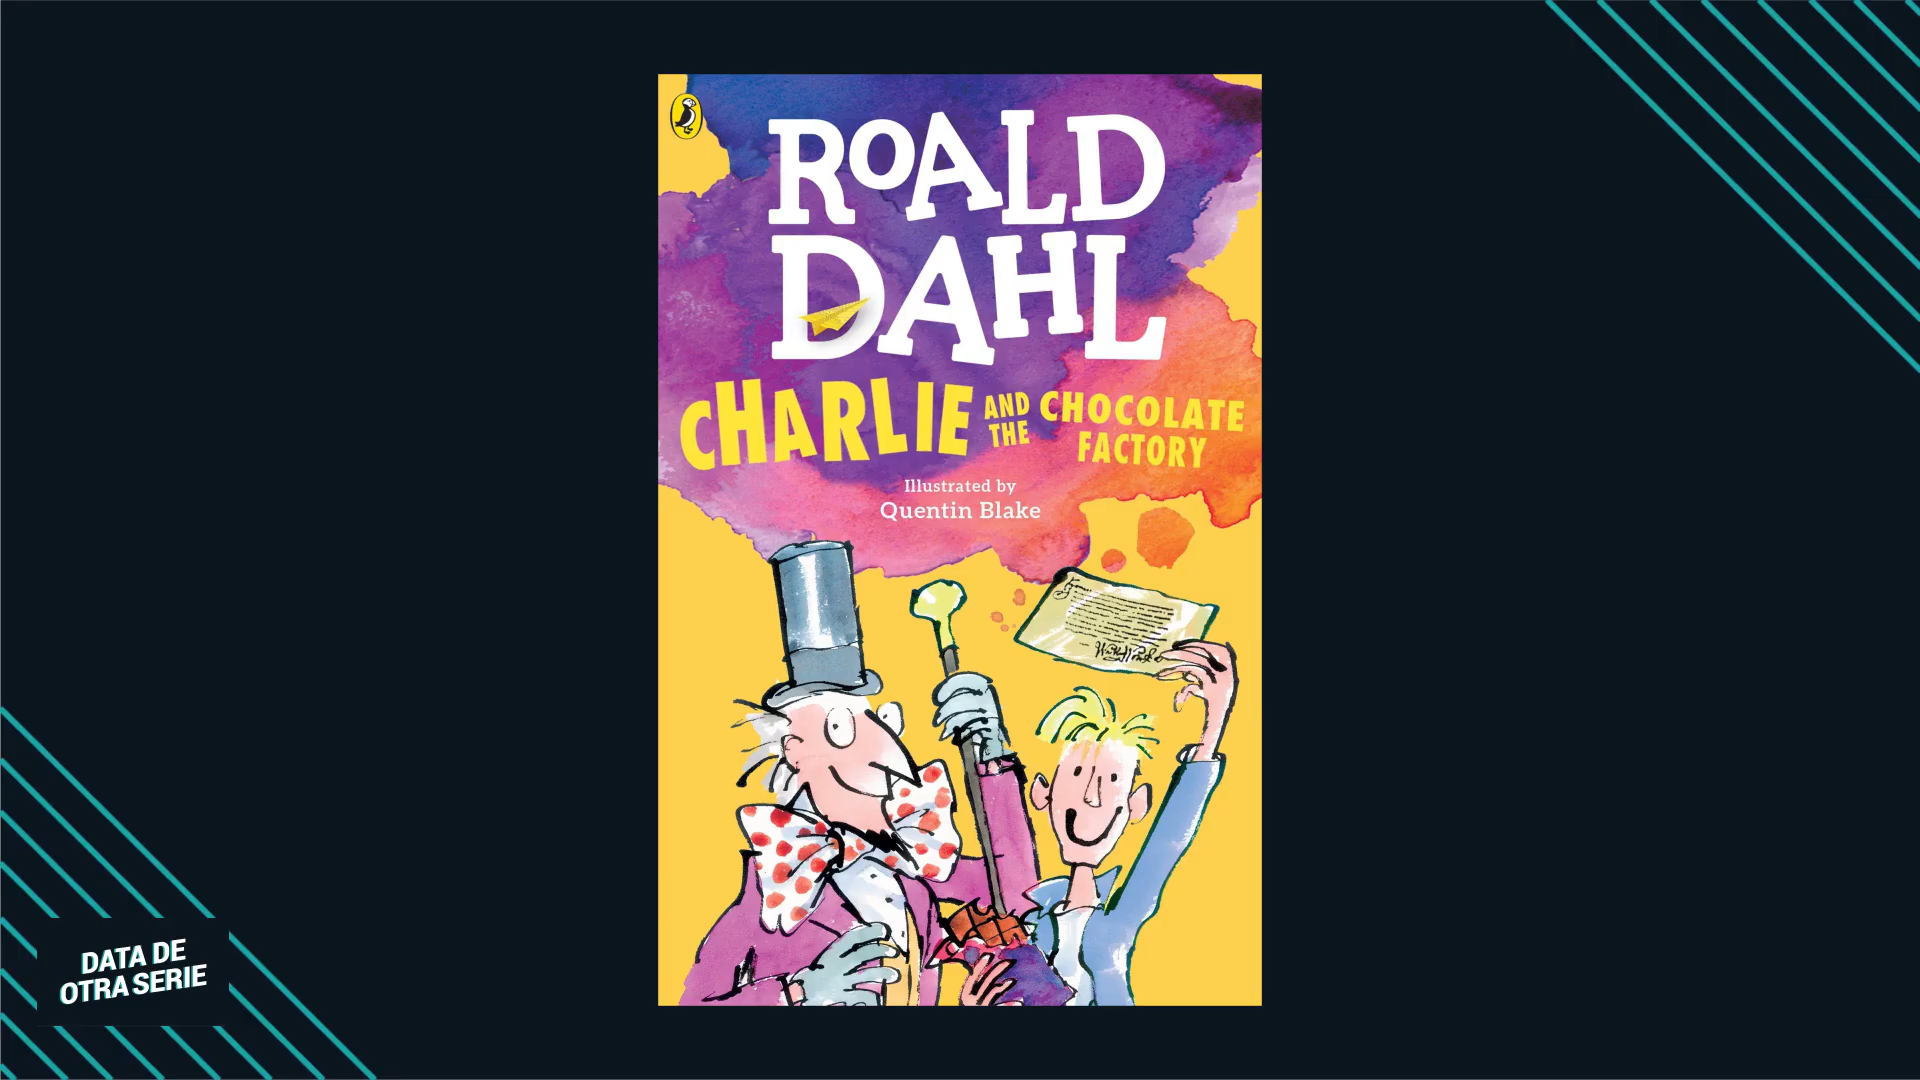 ROALD
DAHL
CHARLIE AND THE CHOCOLATE FACTORY
Illustrated by
Quentin Blake
DATA DE
OTRA SERIE